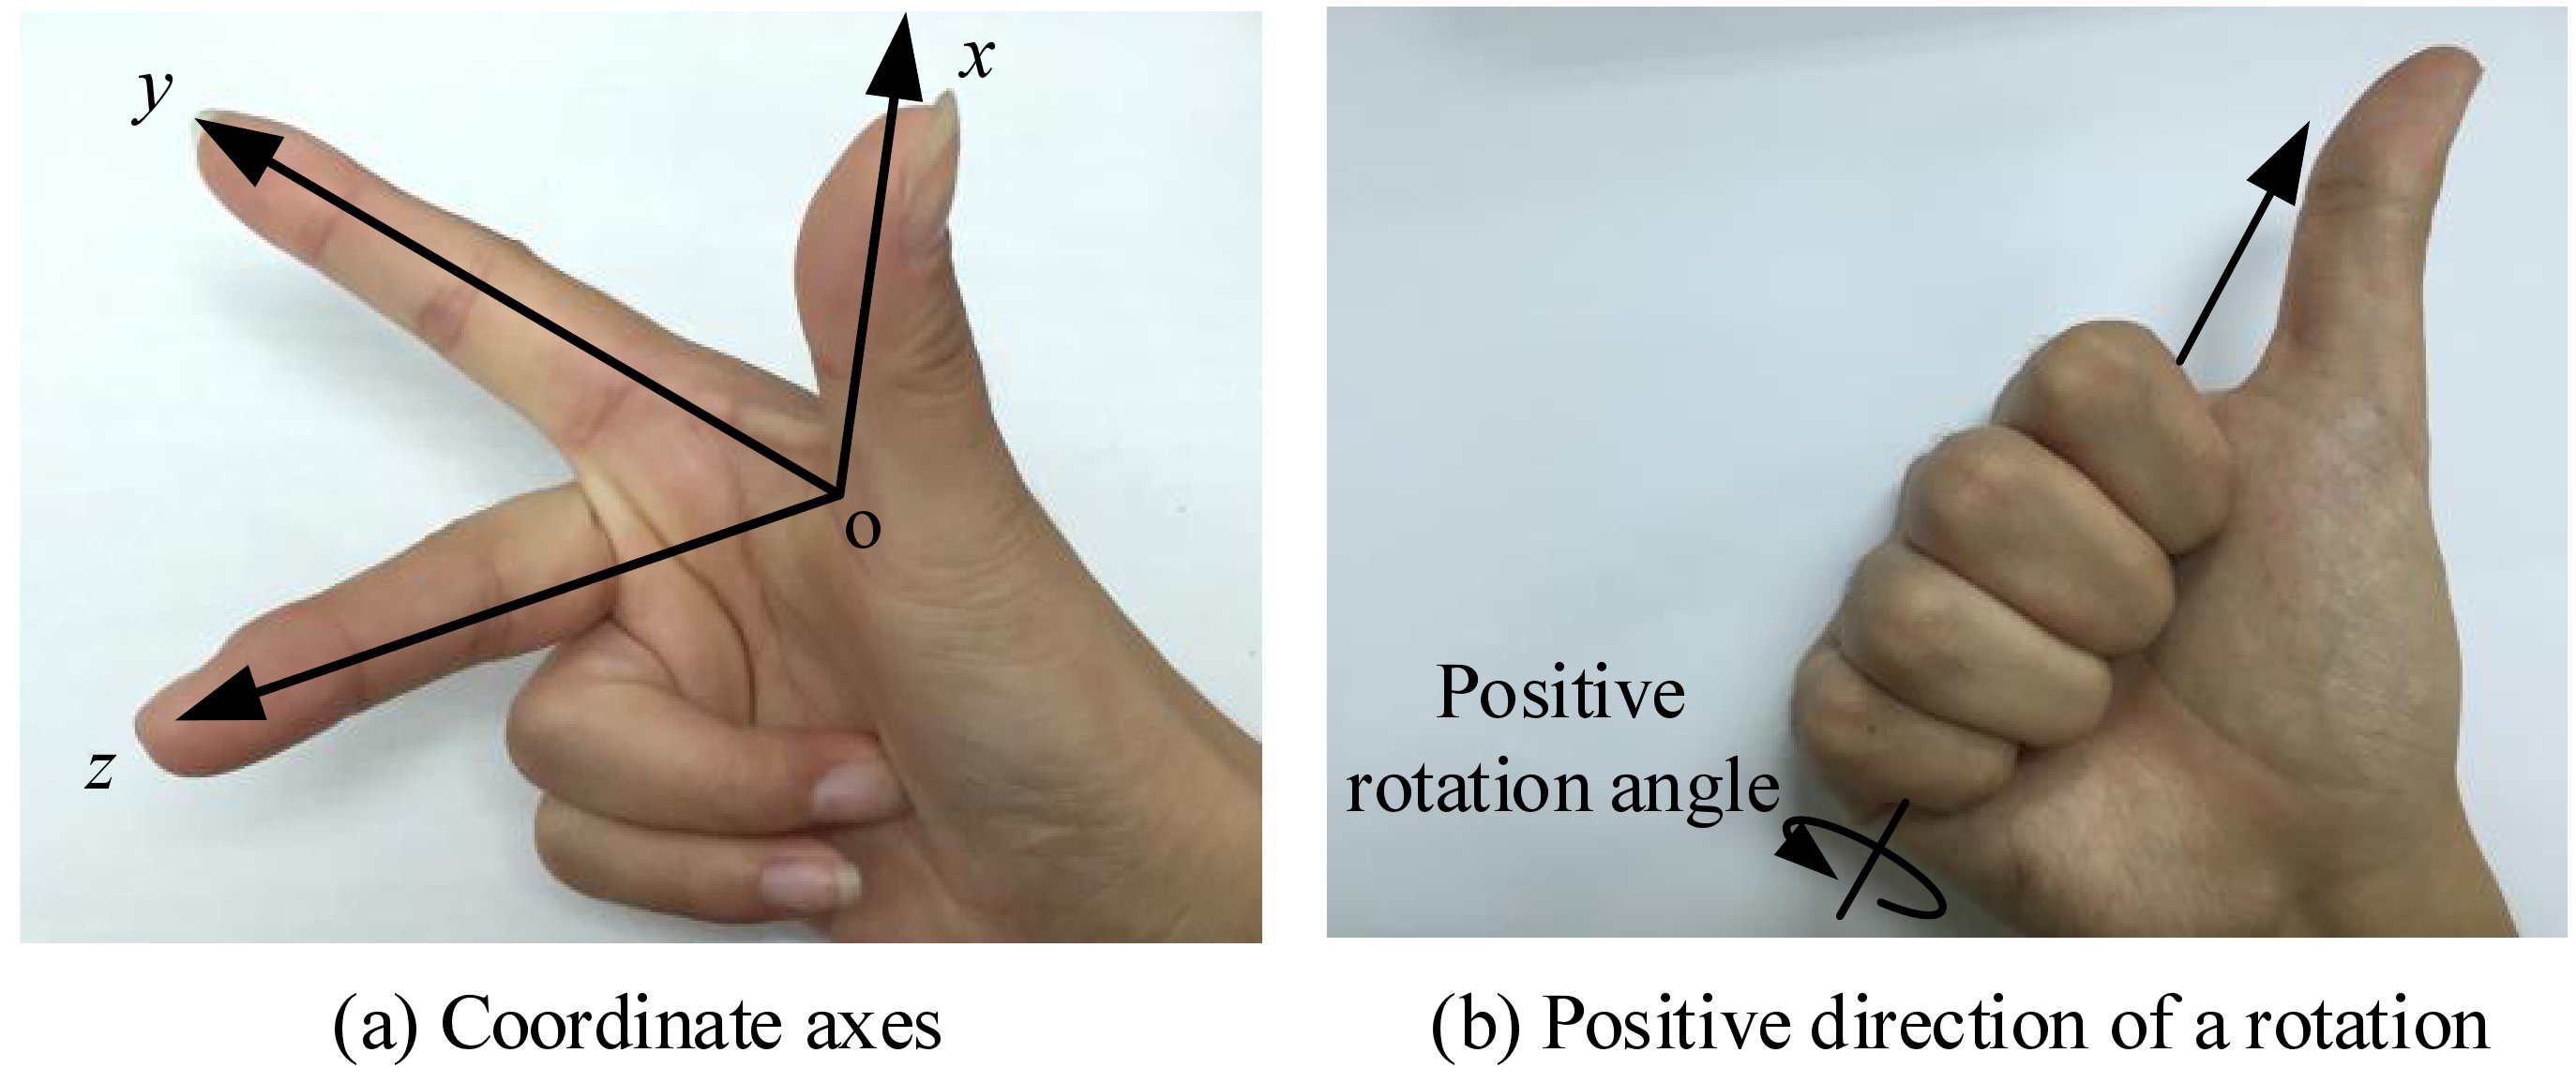 x
y
o
z
(a) Coordinate axes
Positive
rotation angle
(b) Positive direction of a rotation